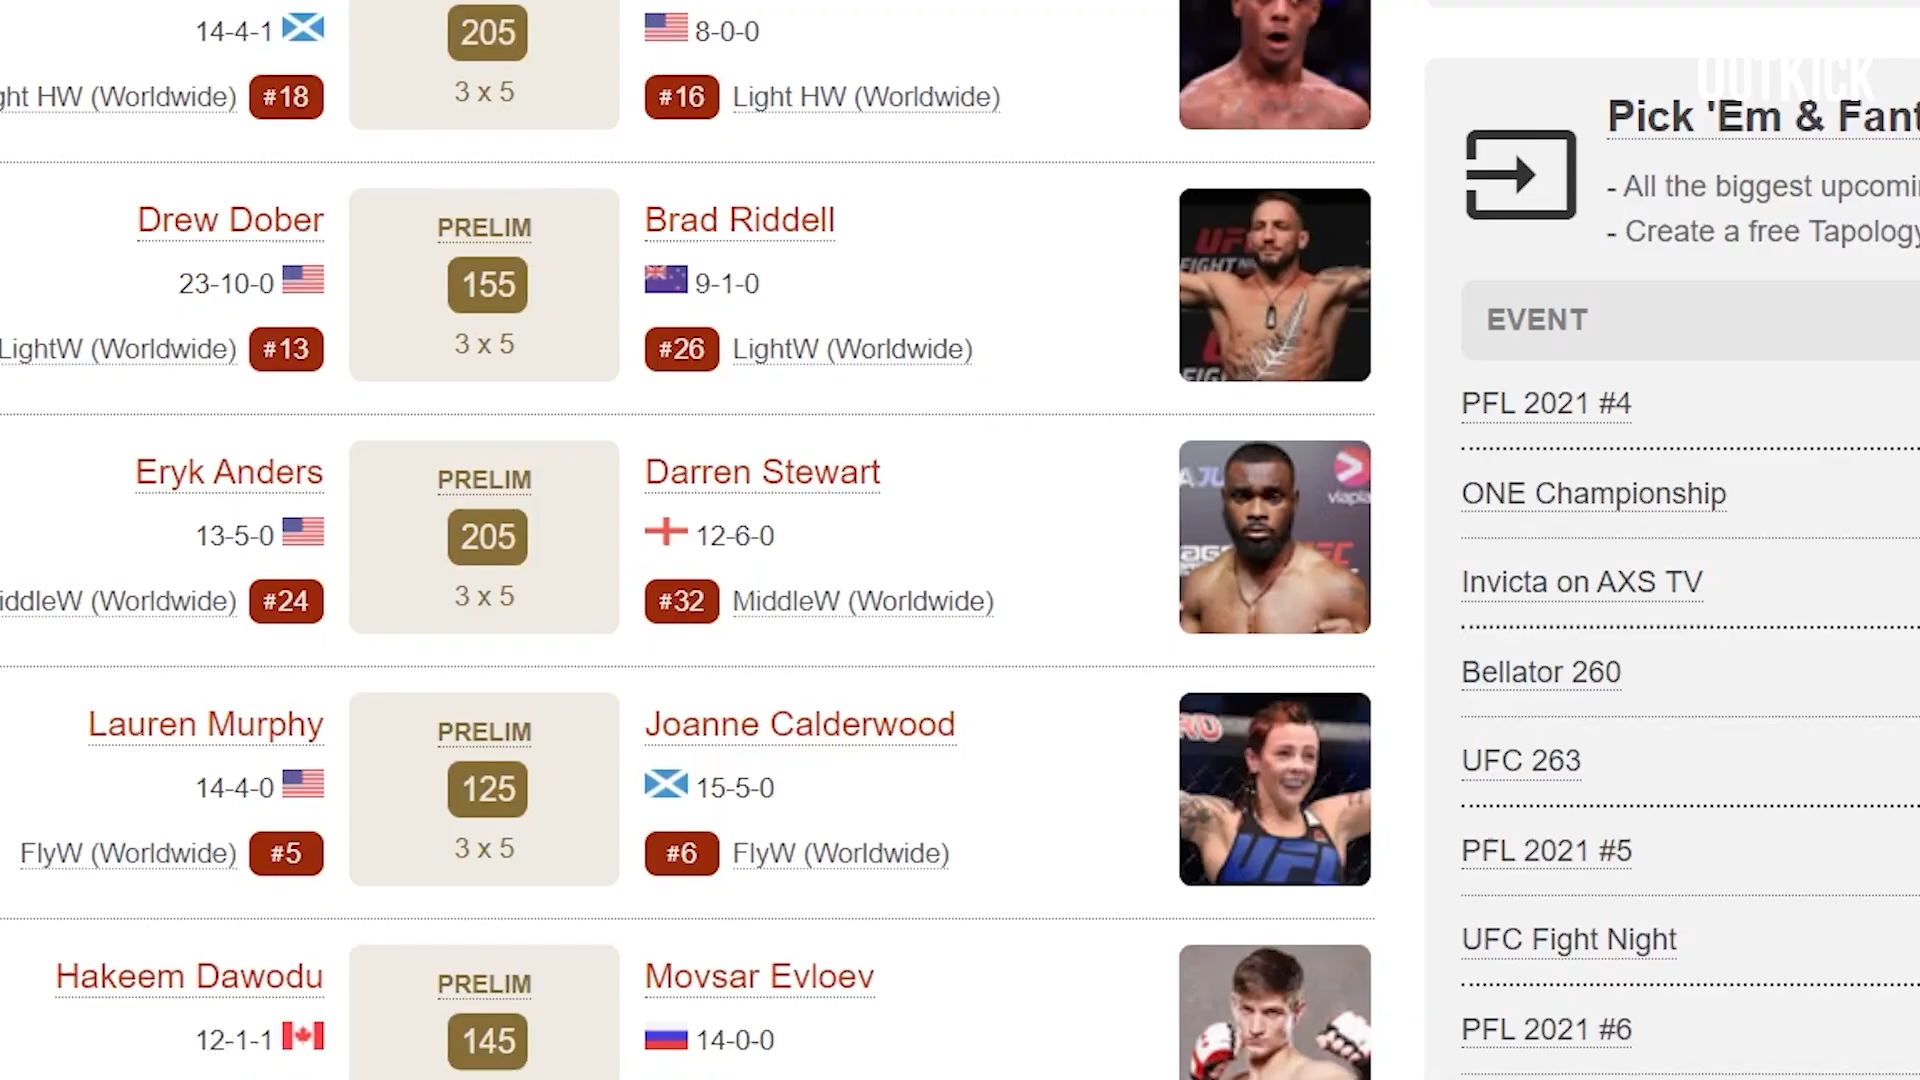 14-4-1
205
8-0-0
3 x 5
ght HW (Worldwide) #18
#16 Light HW (Worldwide)
Drew Dober
PRELIM
Brad Riddell
23-10-0
155
9-1-0
LightW (Worldwide) #13
3 x 5
#26 LightW (Worldwide)
UFC
FIGHT
Eryk Anders
PRELIM
Darren Stewart
13-5-0
205
12-6-0
iddleW (Worldwide) #24
3 x 5
#32 MiddleW (Worldwide)
viaplay
Lauren Murphy
PRELIM
Joanne Calderwood
14-4-0
125
15-5-0
FlyW (Worldwide) #5
3 x 5
#6 FlyW (Worldwide)
Hakeem Dawodu
PRELIM
Movsar Evloev
12-1-1
145
14-0-0
OUTKICK
Pick 'Em & Fant
- All the biggest upcomi
- Create a free Tapology
EVENT
PFL 2021 #4
ONE Championship
Invicta on AXS TV
Bellator 260
UFC 263
PFL 2021 #5
UFC Fight Night
PFL 2021 #6